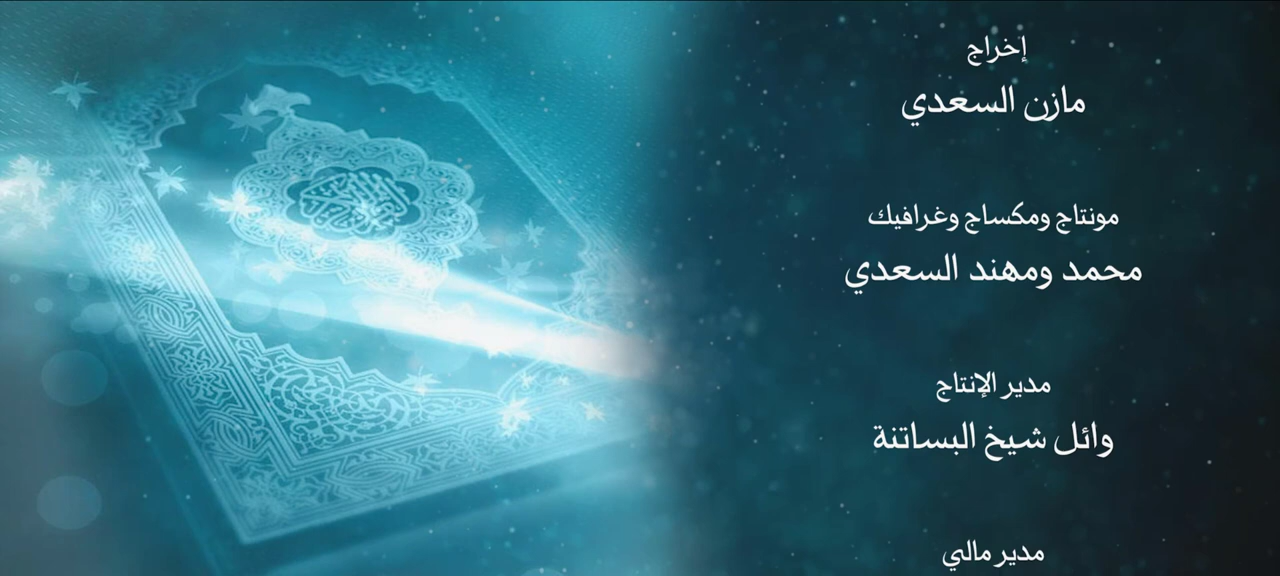 إخراج
مازن السعدي
مونتاج ومكساج وغرافيك
محمد ومهند السعدي
مدير الإنتاج
وائل شيخ البساتنة
مدير مالي